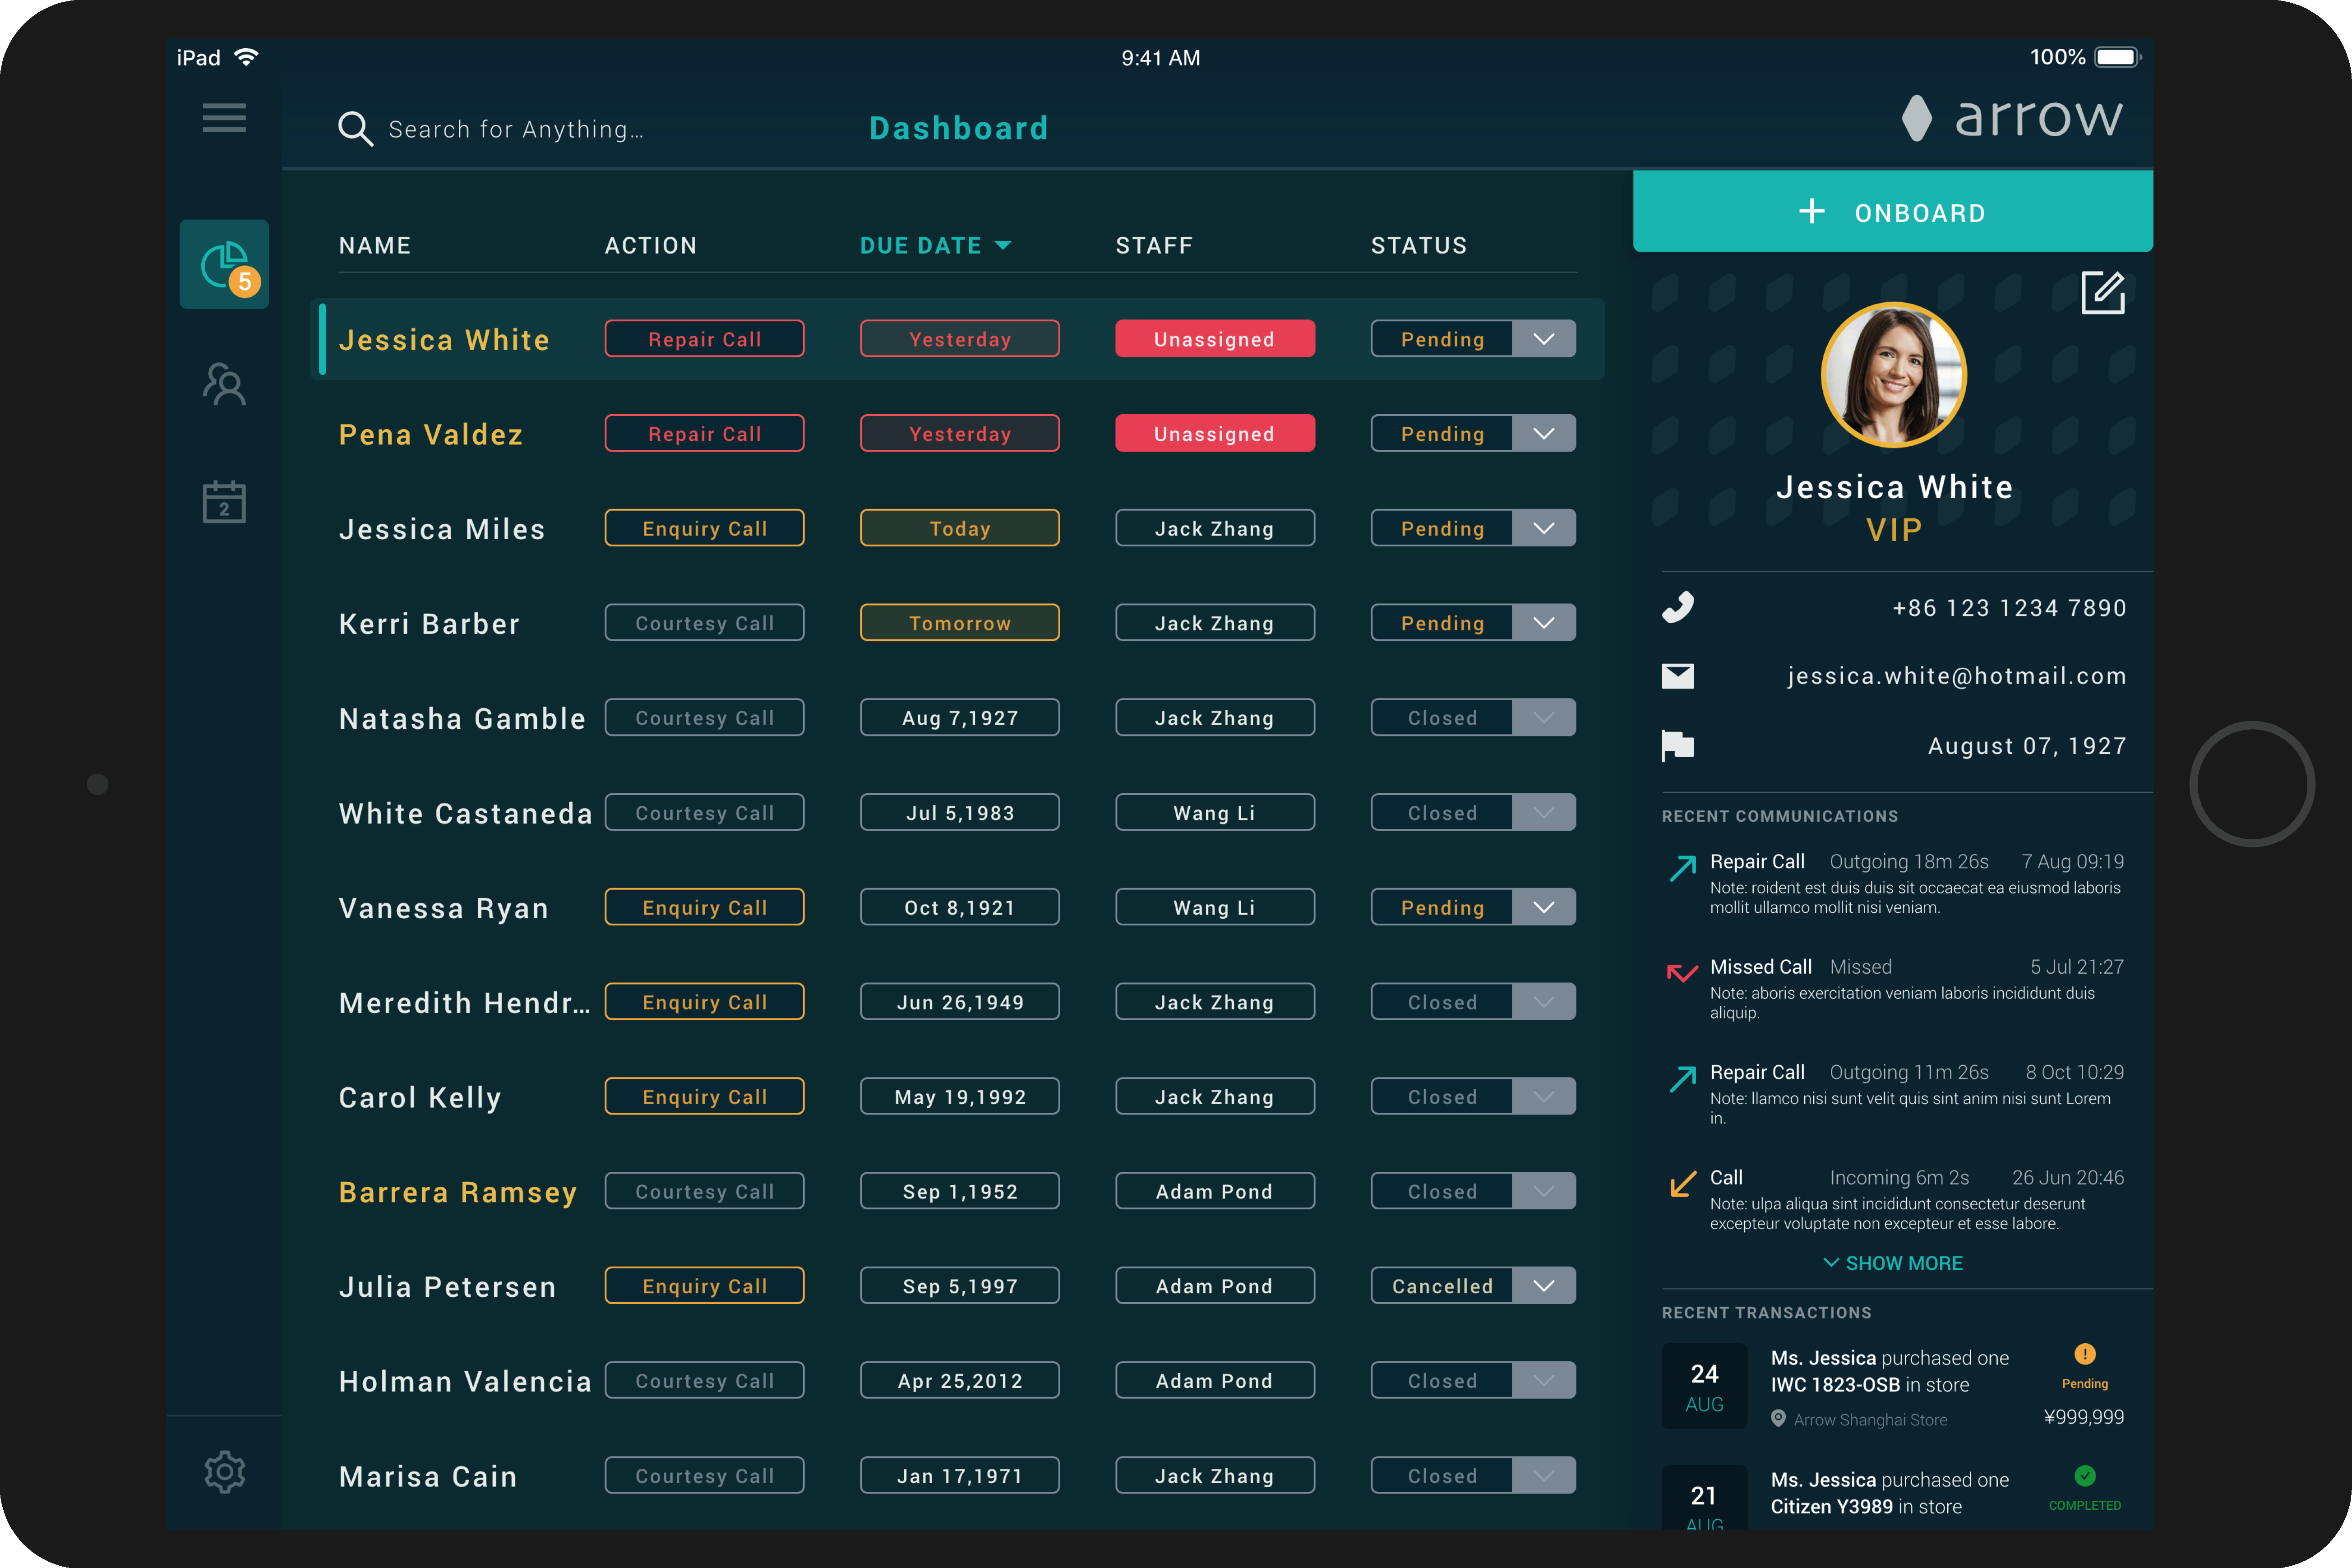 iPad
9:41 AM
100%
Search for Anything...
Dashboard
arrow
5
2
NAME ACTION DUE DATE STAFF STATUS
Jessica White Repair Call Yesterday Unassigned Pending
Pena Valdez Repair Call Yesterday Unassigned Pending
Jessica Miles Enquiry Call Today Jack Zhang Pending
Kerri Barber Courtesy Call Tomorrow Jack Zhang Pending
Natasha Gamble Courtesy Call Aug 7,1927 Jack Zhang Closed
White Castaneda Courtesy Call Jul 5,1983 Wang Li Closed
Vanessa Ryan Enquiry Call Oct 8,1921 Wang Li Pending
Meredith Hendr... Enquiry Call Jun 26,1949 Jack Zhang Closed
Carol Kelly Enquiry Call May 19,1992 Jack Zhang Closed
Barrera Ramsey Courtesy Call Sep 1,1952 Adam Pond Closed
Julia Petersen Enquiry Call Sep 5,1997 Adam Pond Cancelled
Holman Valencia Courtesy Call Apr 25,2012 Adam Pond Closed
Marisa Cain Courtesy Call Jan 17,1971 Jack Zhang Closed
+ ONBOARD
Jessica White
VIP
+86 123 1234 7890
jessica.white@hotmail.com
August 07, 1927
RECENT COMMUNICATIONS
Repair Call Outgoing 18m 26s 7 Aug 09:19
Note: roident est duis duis sit occaecat ea eiusmod laboris
mollit ullamco mollit nisi veniam.
Missed Call Missed 5 Jul 21:27
Note: aboris exercitation veniam laboris incididunt duis
aliquip.
Repair Call Outgoing 11m 26s 8 Oct 10:29
Note: llamco nisi sunt velit quis sint anim nisi sunt Lorem
in.
Call Incoming 6m 2s 26 Jun 20:46
Note: ulpa aliqua sint incididunt consectetur deserunt
excepteur voluptate non excepteur et esse labore.
SHOW MORE
RECENT TRANSACTIONS
24
AUG
Ms. Jessica purchased one
IWC 1823-OSB in store
Arrow Shanghai Store
Pending
¥999,999
21
AUG
Ms. Jessica purchased one
Citizen Y3989 in store
COMPLETED